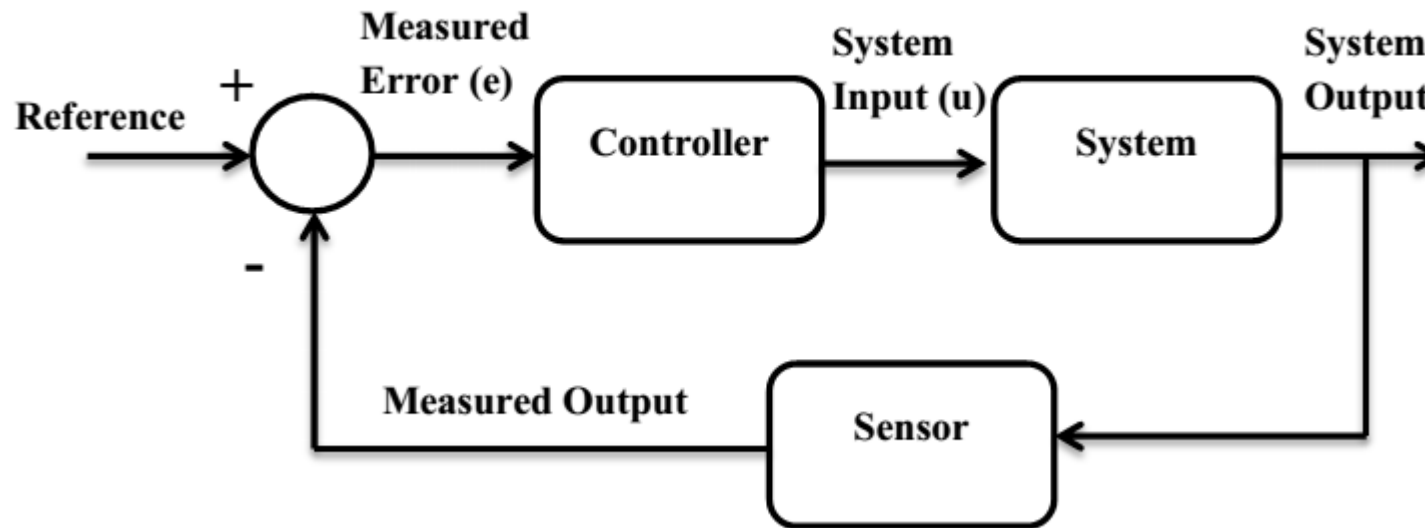 Measured
Error (e)
System
Input (u)
System
Output
+
Reference
Controller
System
-
Measured Output
Sensor